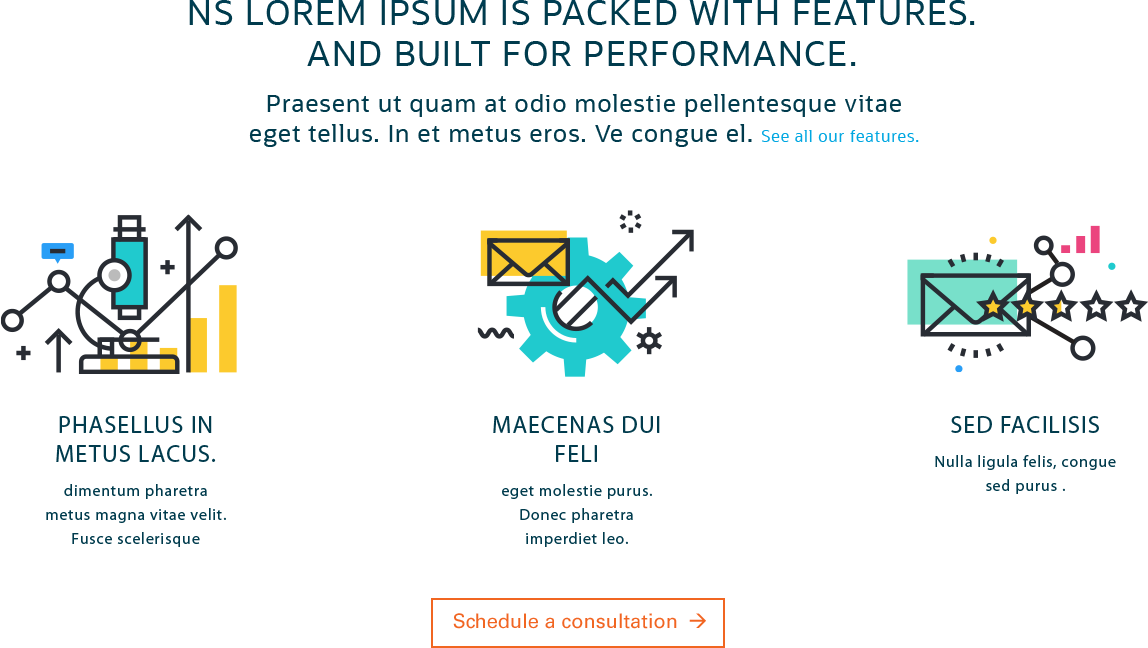 NS LOREM IPSUM IS PACKED WITH FEATURES.
AND BUILT FOR PERFORMANCE.
Praesent ut quam at odio molestie pellentesque vitae
eget tellus. In et metus eros. Ve congue el. See all our features.
PHASELLUS IN
METUS LACUS.
dimentum pharetra
metus magna vitae velit.
Fusce scelerisque
MAECENAS DUI
FELI
eget molestie purus.
Donec pharetra
imperdiet leo.
SED FACILISIS
Nulla ligula felis, congue
sed purus .
Schedule a consultation →